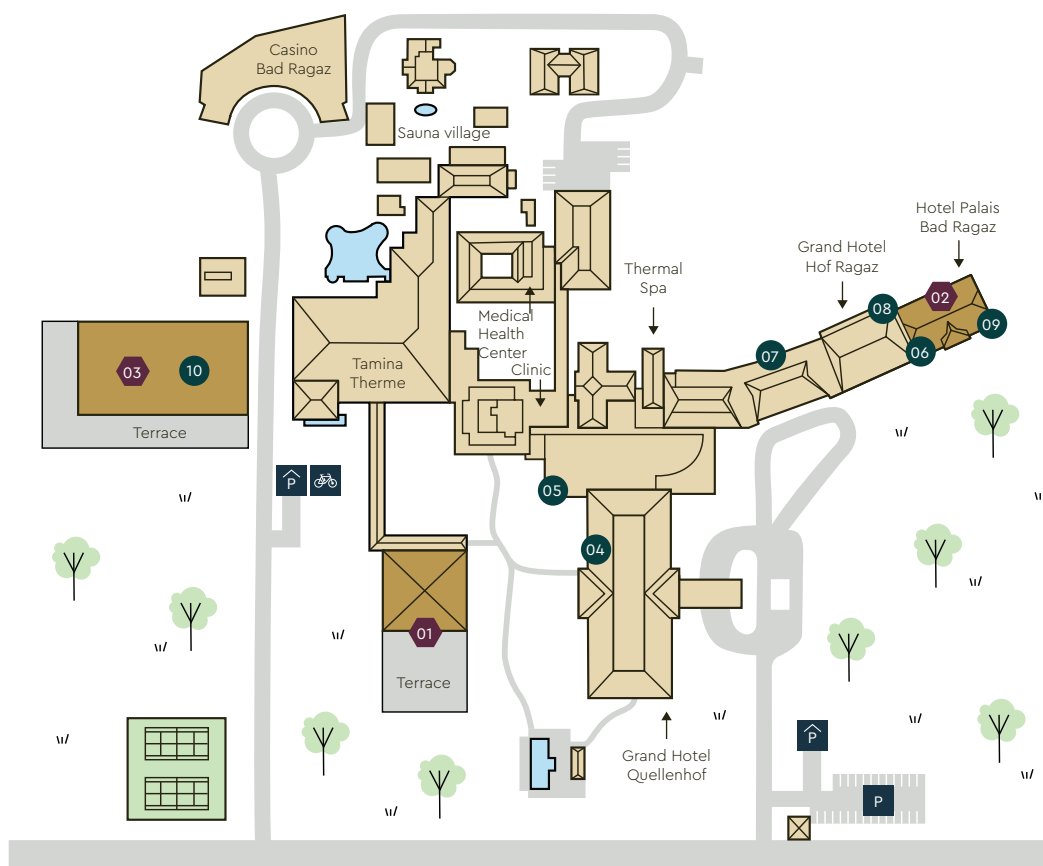 Casino
Bad Ragaz
Sauna village
Hotel Palais
Bad Ragaz
Grand Hotel
Hof Ragaz
Thermal
Spa
02
08
09
Medical
Health
Center
06
07
Clinic
Tamina
Therme
03
10
Terrace
P
05
04
01
Terrace
P
Grand Hotel
Quellenhof
P